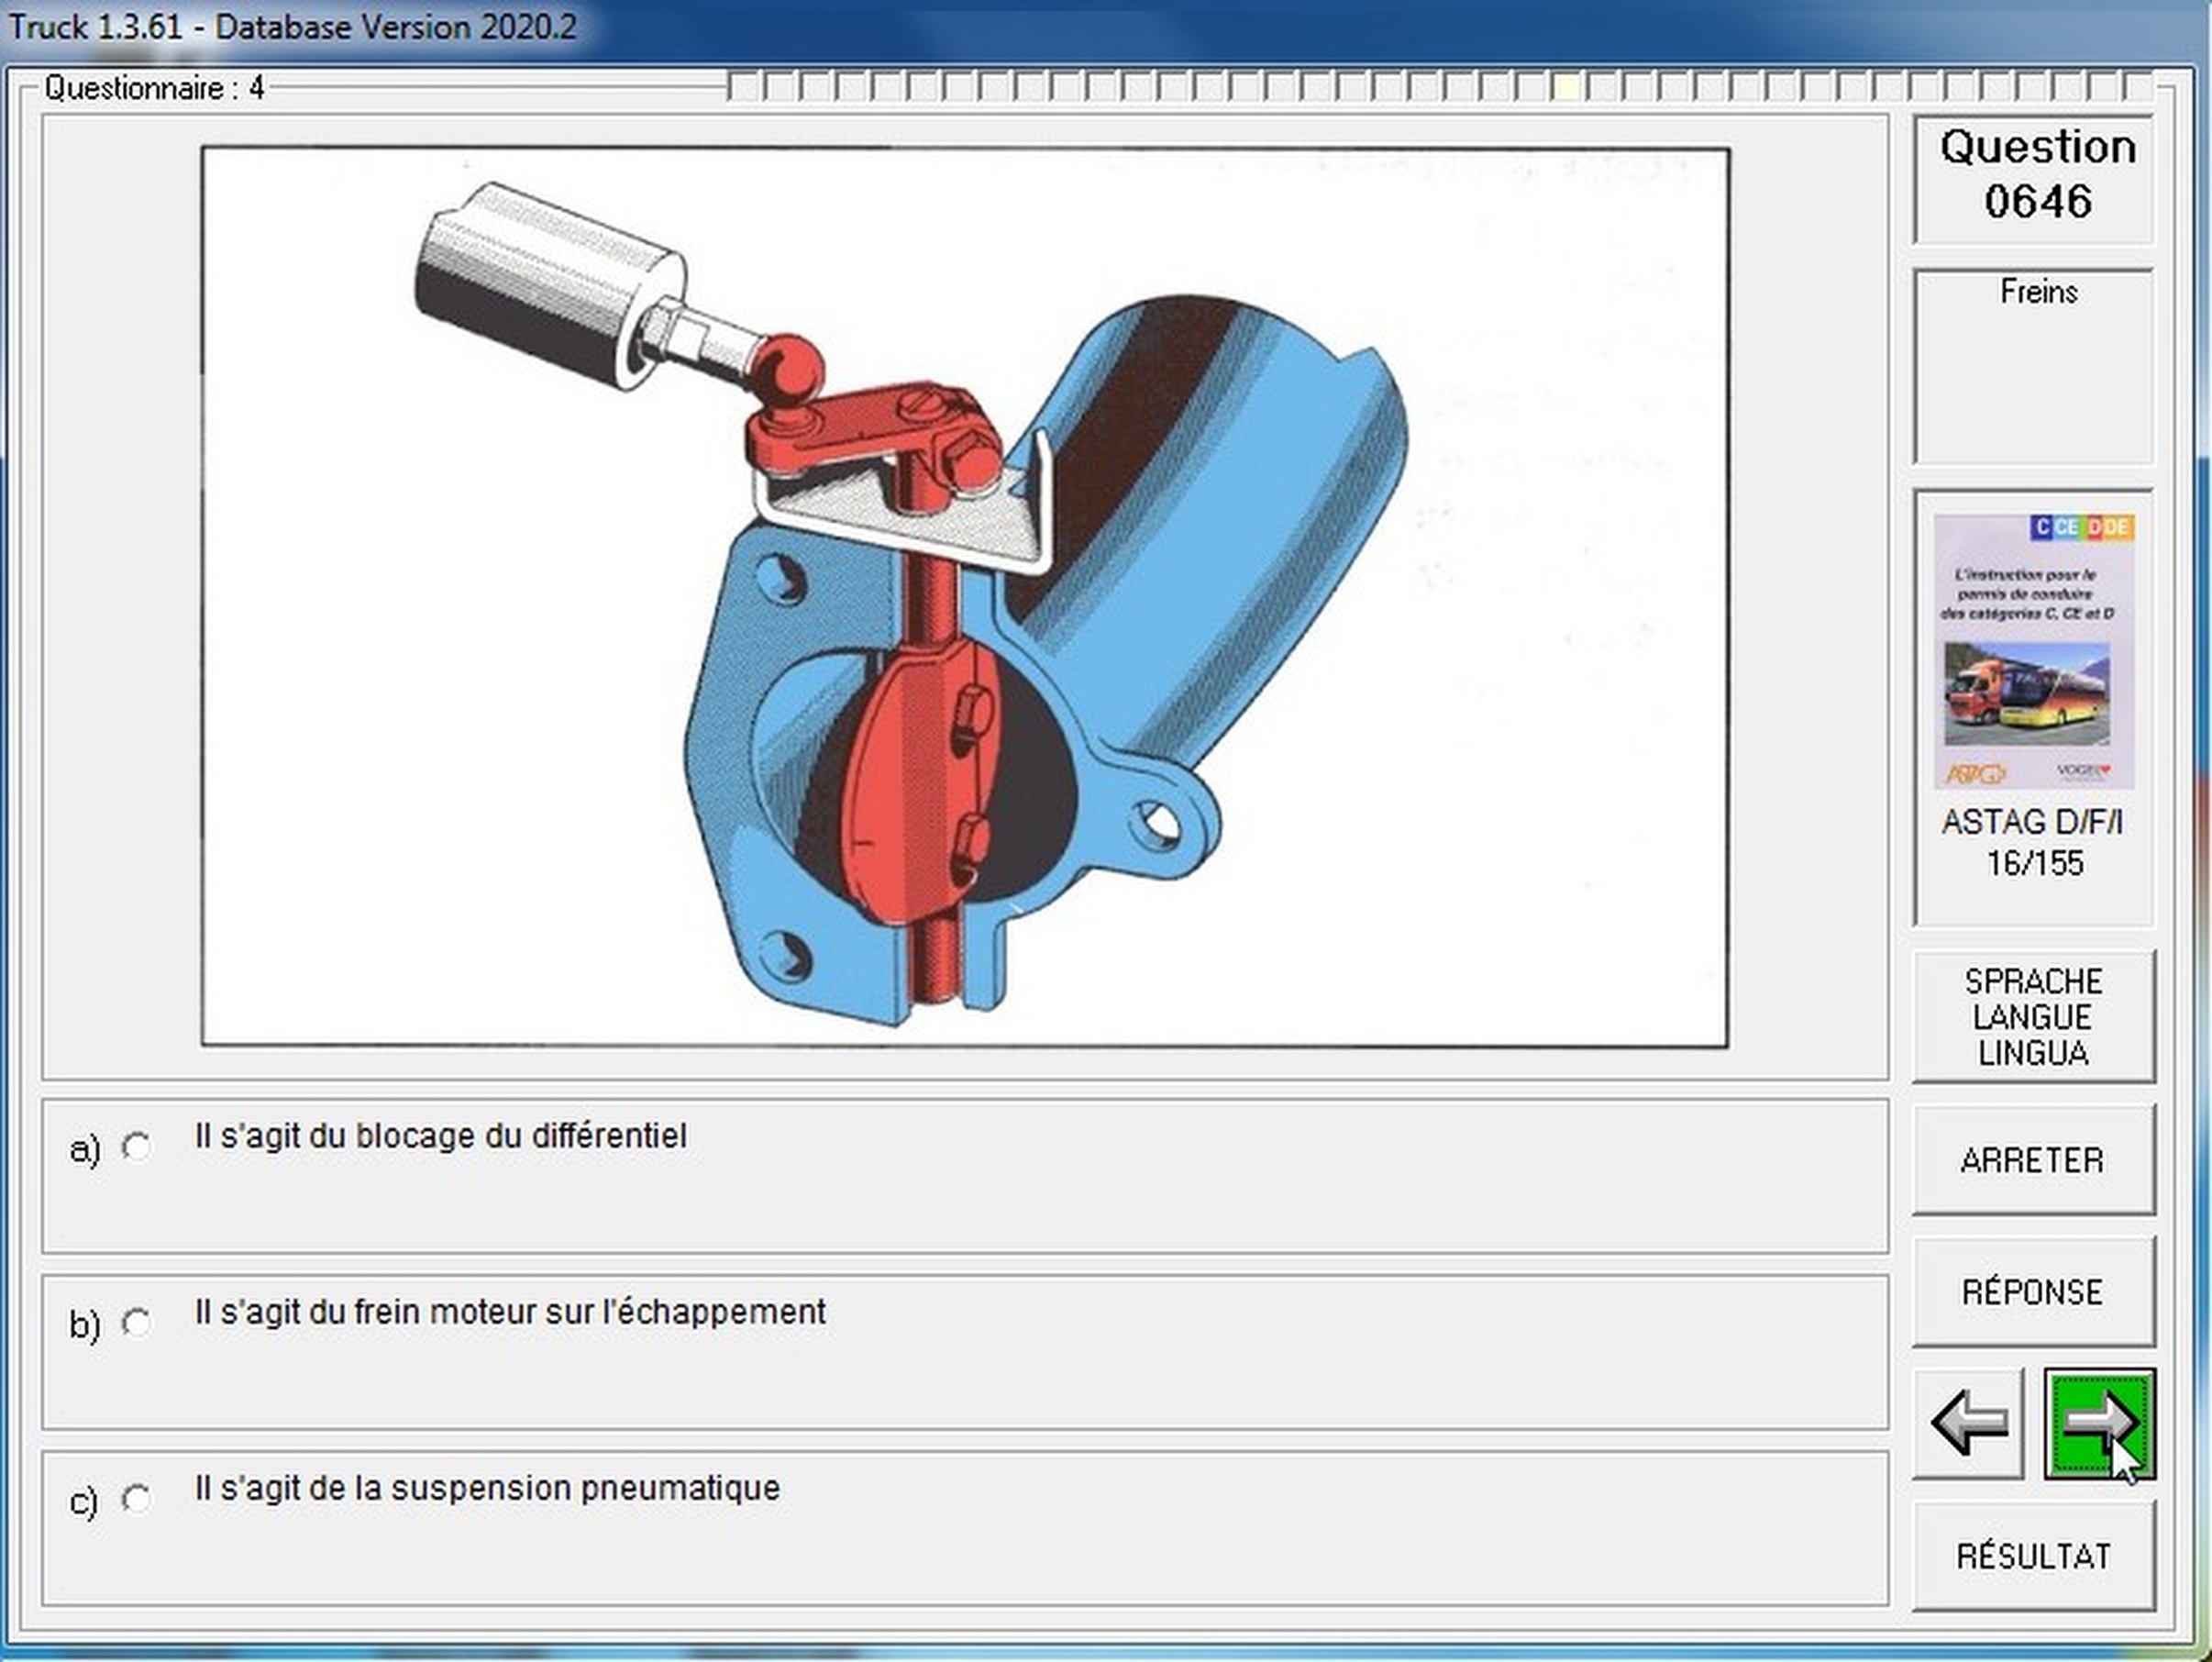 Truck 1.3.61 - Database Version 2020.2
Questionnaire : 4
Question
0646
Freins
C CE D DE
L'instruction pour le
permis de conduire
des catégories C, CE et D
ASTAG
VOGEL
ASTAG D/F/I
16/155
SPRACHE
LANGUE
LINGUA
a) Il s'agit du blocage du différentiel
ARRETER
b) Il s'agit du frein moteur sur l'échappement
RÉPONSE
c) Il s'agit de la suspension pneumatique
RÉSULTAT